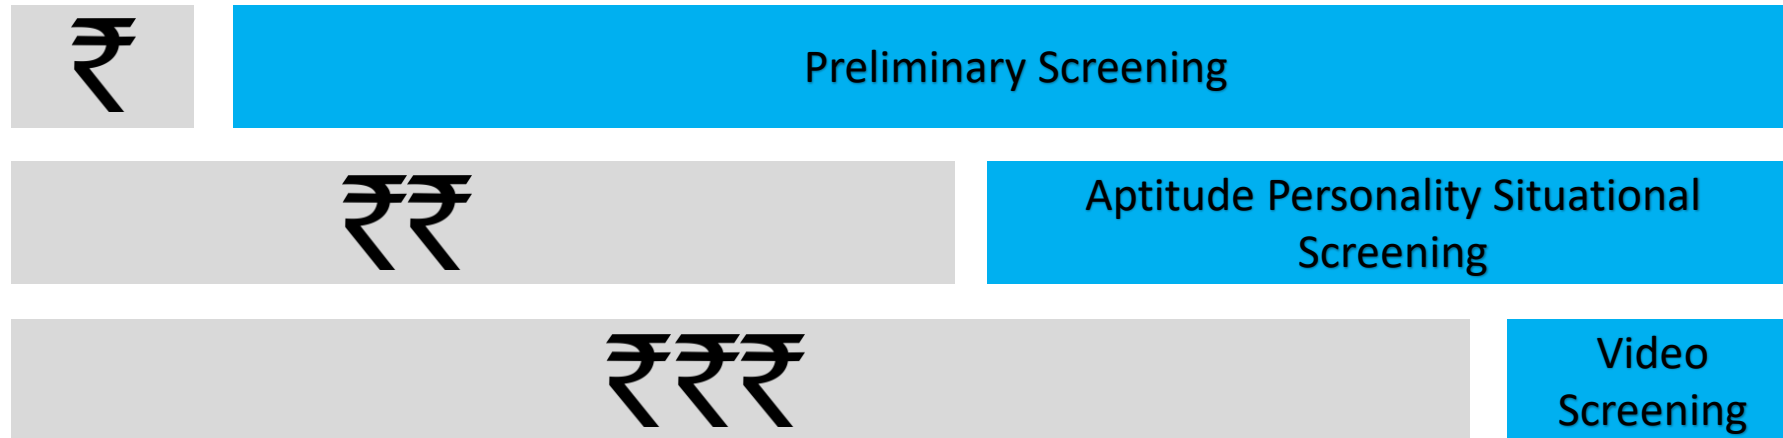 ₹
Preliminary Screening
₹₹
Aptitude Personality Situational
Screening
₹₹₹
Video
Screening